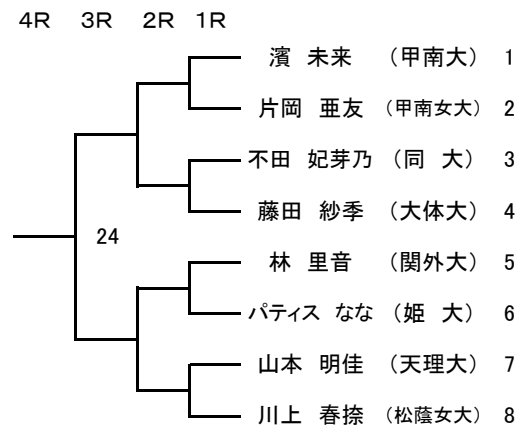 4R 3R 2R 1R
濱 未来 （甲南大） 1
片岡 亜友 （甲南女大） 2
不田 妃芽乃 （同 大） 3
藤田 紗季 （大体大） 4
24
林 里音 （関外大） 5
パティス なな （姫 大） 6
山本 明佳 （天理大） 7
川上 春捺 （松蔭女大） 8